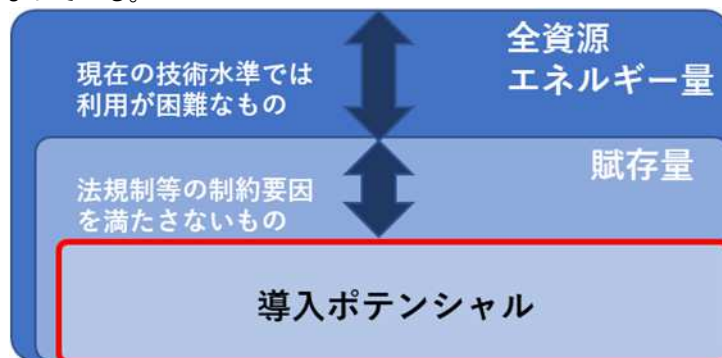 全資源
エネルギー量
現在の技術水準では
利用が困難なもの
賦存量
法規制等の制約要因
を満たさないもの
導入ポテンシャル